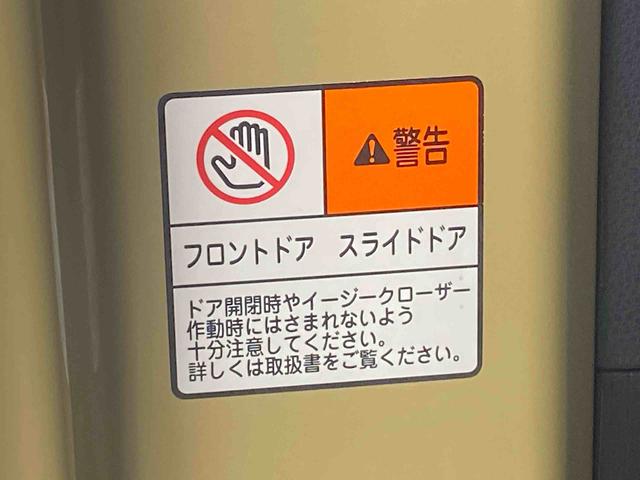 警告
フロントドア スライドドア
ドア開閉時やイージークローザー
作動時にはさまれないよう
十分注意してください。
詳しくは取扱書をご覧ください。